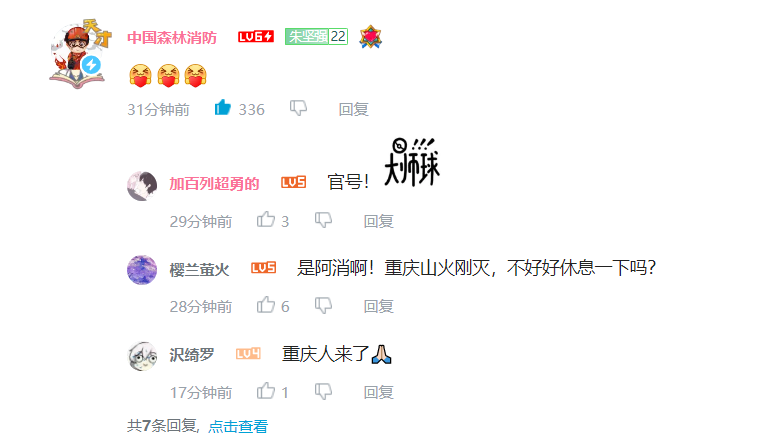 天才
中国森林消防 LV6 朱坚强 22
31分钟前 336 回复
加百列超勇的 LV5 官号！大师球
29分钟前 3 回复
樱兰萤火 LV5 是阿消啊！重庆山火刚灭，不好好休息一下吗？
28分钟前 6 回复
沢绮罗 LV4 重庆人来了🙏🏻
17分钟前 1 回复
共7条回复，点击查看